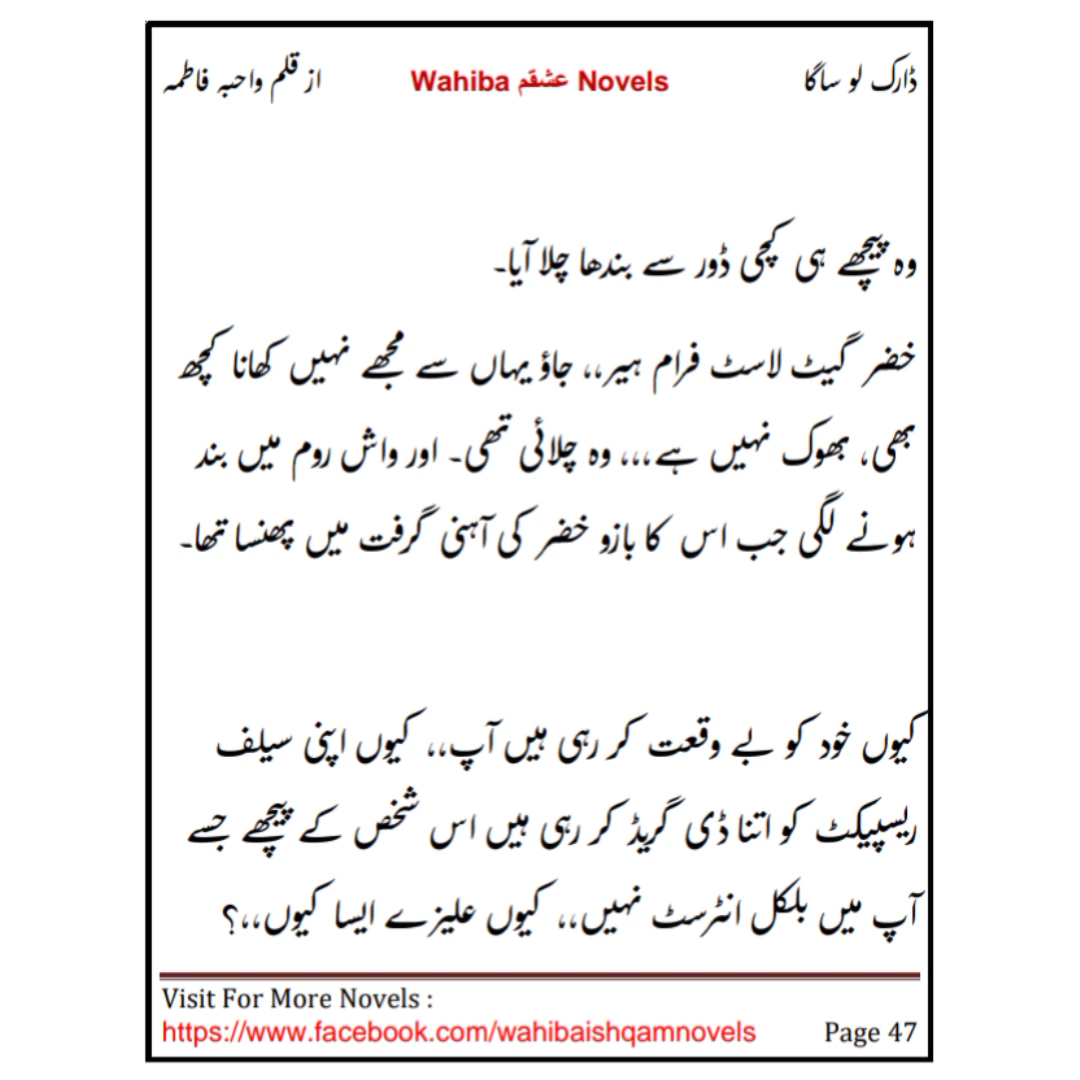 ڈارک لو ساگا Wahiba عشقم Novels از قلم واحبہ فاطمہ
وہ پیچھے ہی کچی ڈور سے بندھا چلا آیا۔
خضر گیٹ لاسٹ فرام ہیر،، جاؤ یہاں سے مجھے نہیں کھانا کچھ
بھی، بھوک نہیں ہے،،، وہ چلائی تھی۔ اور واش روم میں بند
ہونے لگی جب اس کا بازو خضر کی آہنی گرفت میں پھنسا تھا۔
کیوں خود کو بے وقعت کر رہی ہیں آپ،، کیوں اپنی سیلف
ریسپیکٹ کو اتنا ڈی گریڈ کر رہی ہیں اس شخص کے پیچھے جسے
آپ میں بلکل انٹرسٹ نہیں،، کیوں علیزے ایسا کیوں،،؟
Visit For More Novels :
https://www.facebook.com/wahibaishqamnovels Page 47